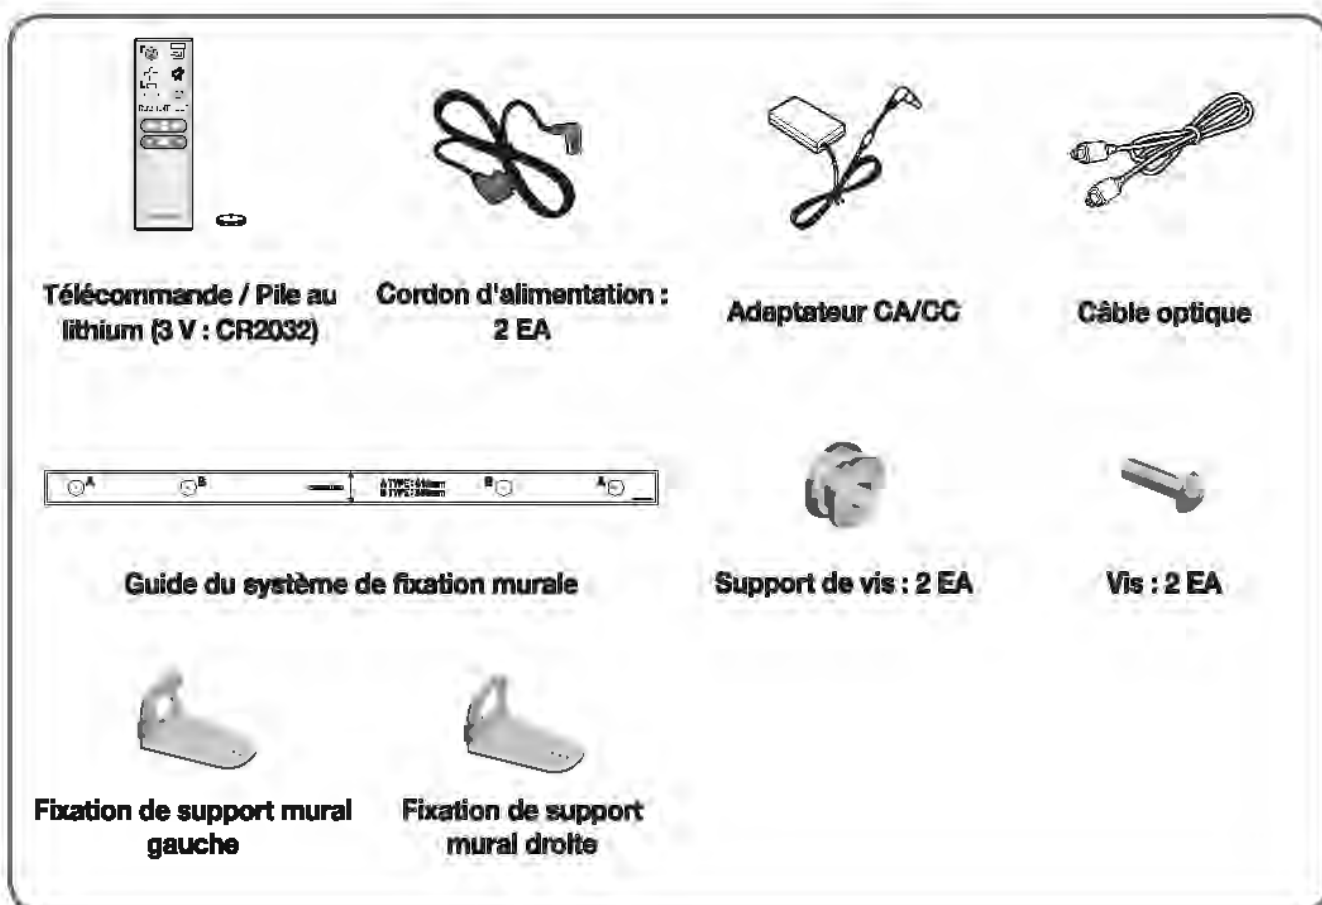 Télécommande / Pile au
lithium (3 V : CR2032)
Cordon d'alimentation :
2 EA
Adaptateur CA/CC
Câble optique
A
B
B
A
Guide du système de fixation murale
Support de vis : 2 EA
Vis : 2 EA
Fixation de support mural
gauche
Fixation de support
mural droite